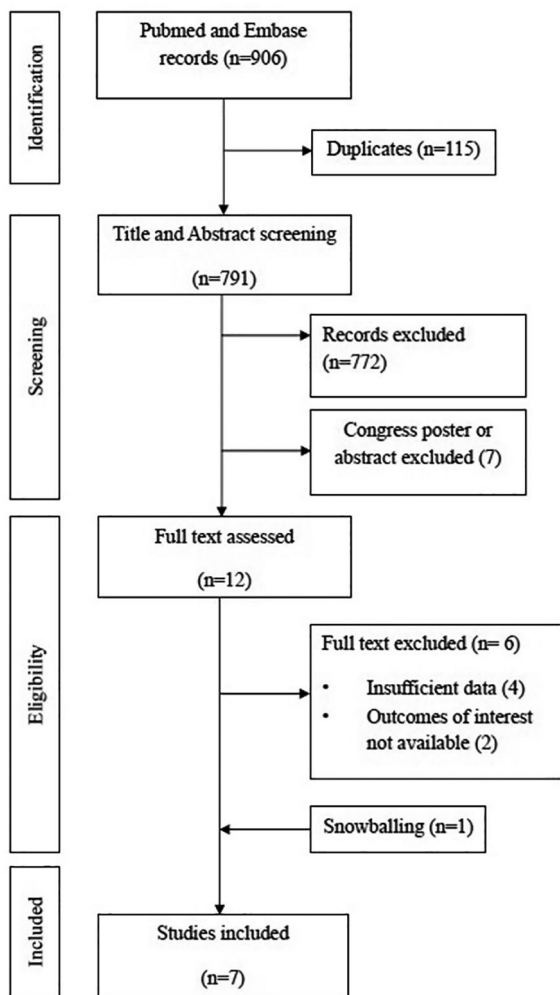 Identification
Pubmed and Embase
records (n=906)
Duplicates (n=115)
Screening
Title and Abstract screening
(n=791)
Records excluded
(n=772)
Congress poster or
abstract excluded (7)
Eligibility
Full text assessed
(n=12)
Full text excluded (n= 6)
• Insufficient data (4)
• Outcomes of interest
not available (2)
Snowballing (n=1)
Included
Studies included
(n=7)